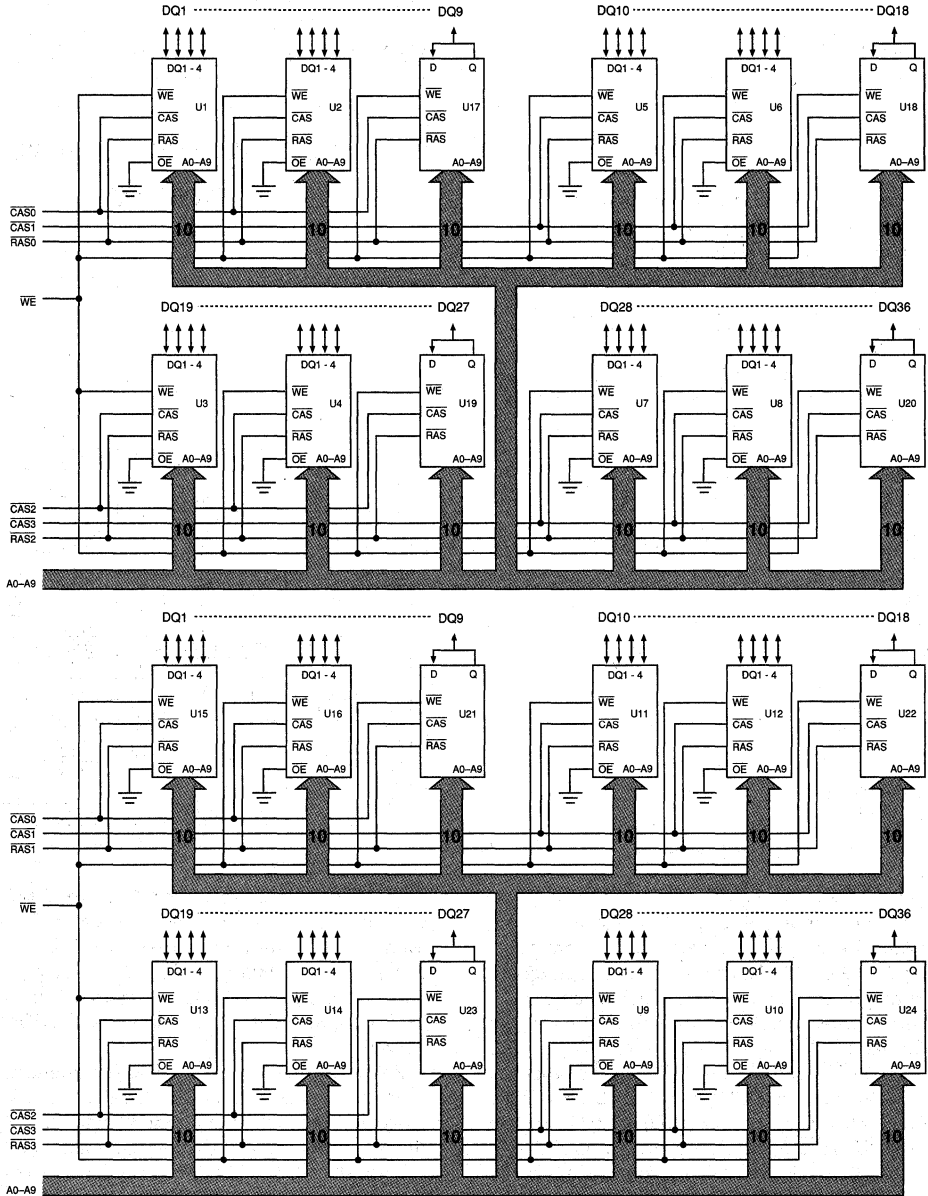 DQ1 DQ9 DQ10 DQ18
DQ1 - 4 DQ1 - 4 D Q DQ1 - 4 DQ1 - 4 D Q
WE U1 WE U2 WE U17 WE U5 WE U6 WE U18
CAS CAS CAS CAS CAS CAS
RAS RAS RAS RAS RAS RAS
OE A0–A9 OE A0–A9 A0–A9 OE A0–A9 OE A0–A9 A0–A9
CAS0
CAS1
RAS0
10 10 10 10 10 10
WE
DQ19 DQ27 DQ28 DQ36
DQ1 - 4 DQ1 - 4 D Q DQ1 - 4 DQ1 - 4 D Q
WE U3 WE U4 WE U19 WE U7 WE U8 WE U20
CAS CAS CAS CAS CAS CAS
RAS RAS RAS RAS RAS RAS
OE A0–A9 OE A0–A9 A0–A9 OE A0–A9 OE A0–A9 A0–A9
CAS2
CAS3
RAS2
10 10 10 10 10 10
A0–A9
DQ1 DQ9 DQ10 DQ18
DQ1 - 4 DQ1 - 4 D Q DQ1 - 4 DQ1 - 4 D Q
WE U15 WE U16 WE U21 WE U11 WE U12 WE U22
CAS CAS CAS CAS CAS CAS
RAS RAS RAS RAS RAS RAS
OE A0–A9 OE A0–A9 A0–A9 OE A0–A9 OE A0–A9 A0–A9
CAS0
CAS1
RAS1
10 10 10 10 10 10
WE
DQ19 DQ27 DQ28 DQ36
DQ1 - 4 DQ1 - 4 D Q DQ1 - 4 DQ1 - 4 D Q
WE U13 WE U14 WE U23 WE U9 WE U10 WE U24
CAS CAS CAS CAS CAS CAS
RAS RAS RAS RAS RAS RAS
OE A0–A9 OE A0–A9 A0–A9 OE A0–A9 OE A0–A9 A0–A9
CAS2
CAS3
RAS3
10 10 10 10 10 10
A0–A9